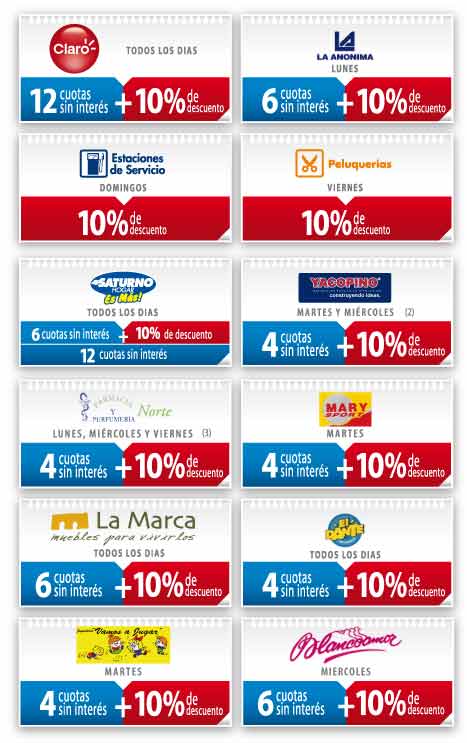 Claro
TODOS LOS DIAS
12 cuotas sin interés + 10% de descuento
LA ANONIMA
LUNES
6 cuotas sin interés + 10% de descuento
Estaciones
de Servicio
DOMINGOS
10% de descuento
Peluquerías
VIERNES
10% de descuento
SATURNO
HOGAR
Es Más!
TODOS LOS DIAS
6 cuotas sin interés + 10% de descuento
12 cuotas sin interés
YACOPINO
construyendo ideas.
MARTES Y MIÉRCOLES (2)
4 cuotas sin interés + 10% de descuento
FARMACIA
Y
PERFUMERIA Norte
LUNES, MIÉRCOLES Y VIERNES (3)
4 cuotas sin interés + 10% de descuento
MARY
SPORT
MARTES
4 cuotas sin interés + 10% de descuento
La Marca
muebles para vivirlos
TODOS LOS DIAS
6 cuotas sin interés + 10% de descuento
El
DANTE
TODOS LOS DIAS
4 cuotas sin interés + 10% de descuento
"Vamos a Jugar"
MARTES
4 cuotas sin interés + 10% de descuento
Blancoamor
MIERCOLES
6 cuotas sin interés + 10% de descuento